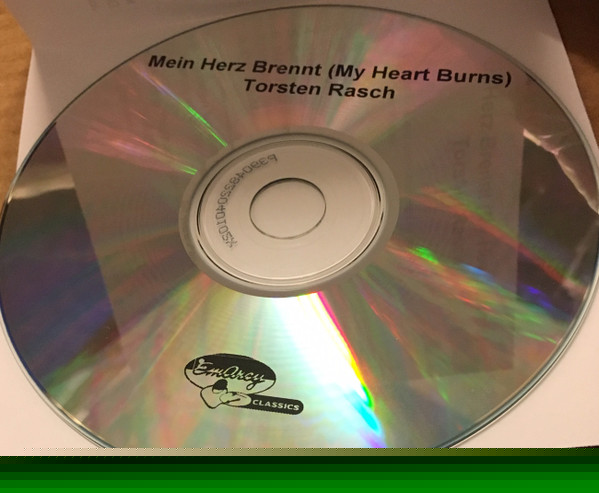 Mein Herz Brennt (My Heart Burns)
Torsten Rasch
EmArcy
CLASSICS